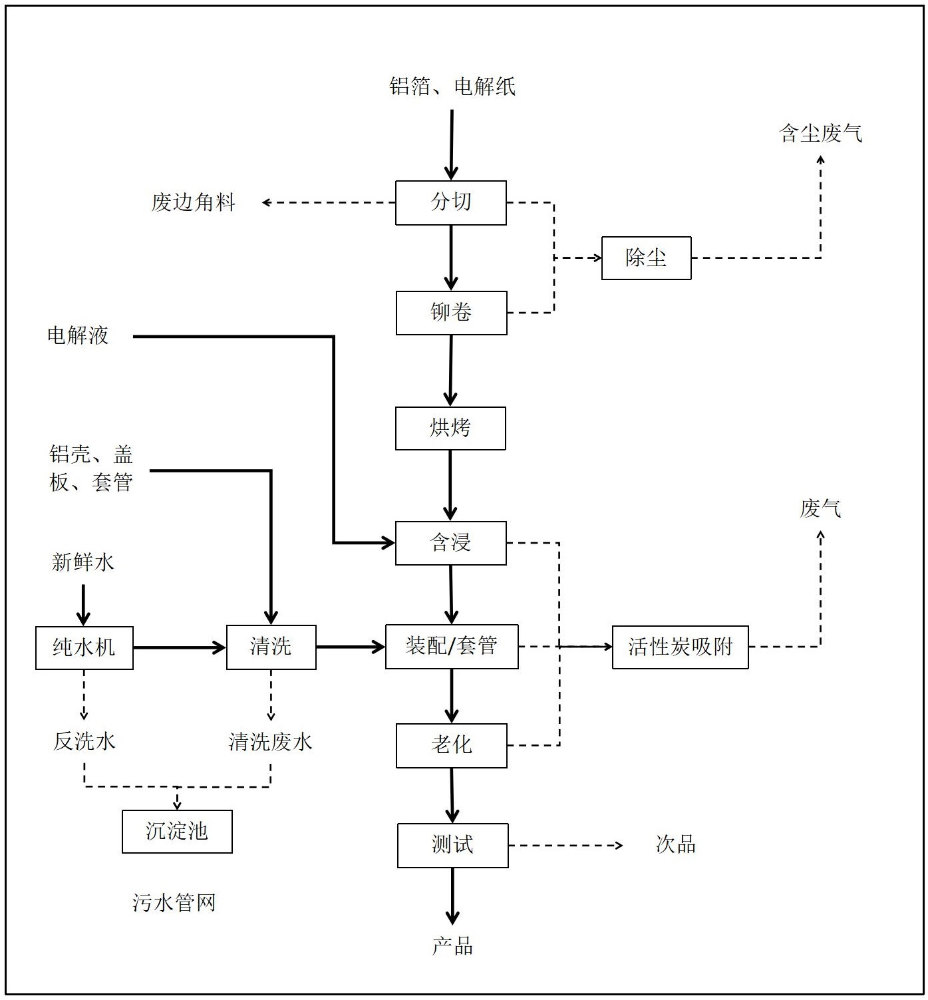 铝箔、电解纸
含尘废气
废边角料
分切
除尘
铆卷
电解液
烘烤
铝壳、盖
板、套管
废气
含浸
新鲜水
纯水机
清洗
装配/套管
活性炭吸附
反洗水
清洗废水
老化
沉淀池
测试
次品
污水管网
产品